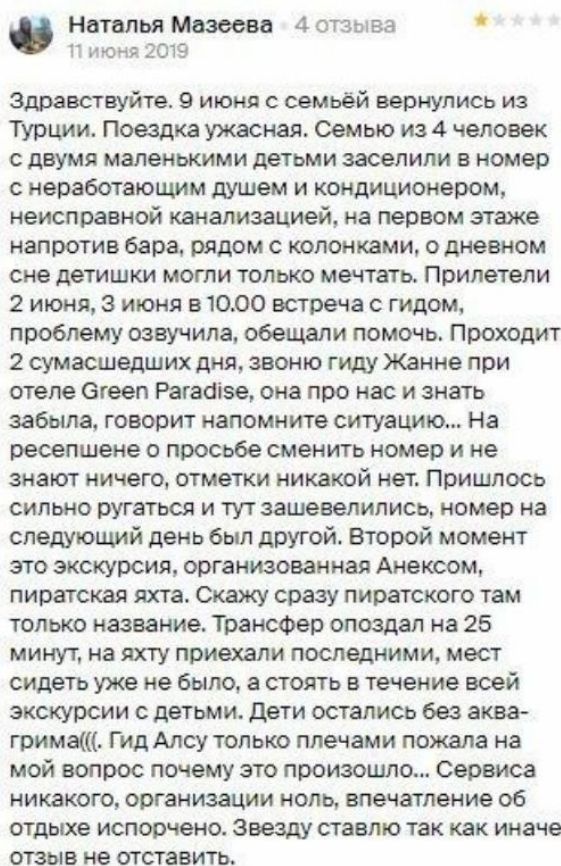 Наталья Мазеева 4 отзыва
11 июня 2019
Здравствуйте. 9 июня с семьёй вернулись из
Турции. Поездка ужасная. Семью из 4 человек
с двумя маленькими детьми заселили в номер
с неработающим душем и кондиционером,
неисправной канализацией, на первом этаже
напротив бара, рядом с колонками, о дневном
сне детишки могли только мечтать. Прилетели
2 июня, 3 июня в 10.00 встреча с гидом,
проблему озвучила, обещали помочь. Проходит
2 сумасшедших дня, звоню гиду Жанне при
отеле Green Paradise, она про нас и знать
забыла, говорит напомните ситуацию... На
ресепшене о просьбе сменить номер и не
знают ничего, отметки никакой нет. Пришлось
сильно ругаться и тут зашевелились, номер на
следующий день был другой. Второй момент
это экскурсия, организованная Анексом,
пиратская яхта. Скажу сразу пиратского там
только название. Трансфер опоздал на 25
минут, на яхту приехали последними, мест
сидеть уже не было, а стоять в течение всей
экскурсии с детьми. Дети остались без аква-
грима(((. Гид Алсу только плечами пожала на
мой вопрос почему это произошло... Сервиса
никакого, организации ноль, впечатление об
отдыхе испорчено. Звезду ставлю так как иначе
отзыв не отставить.